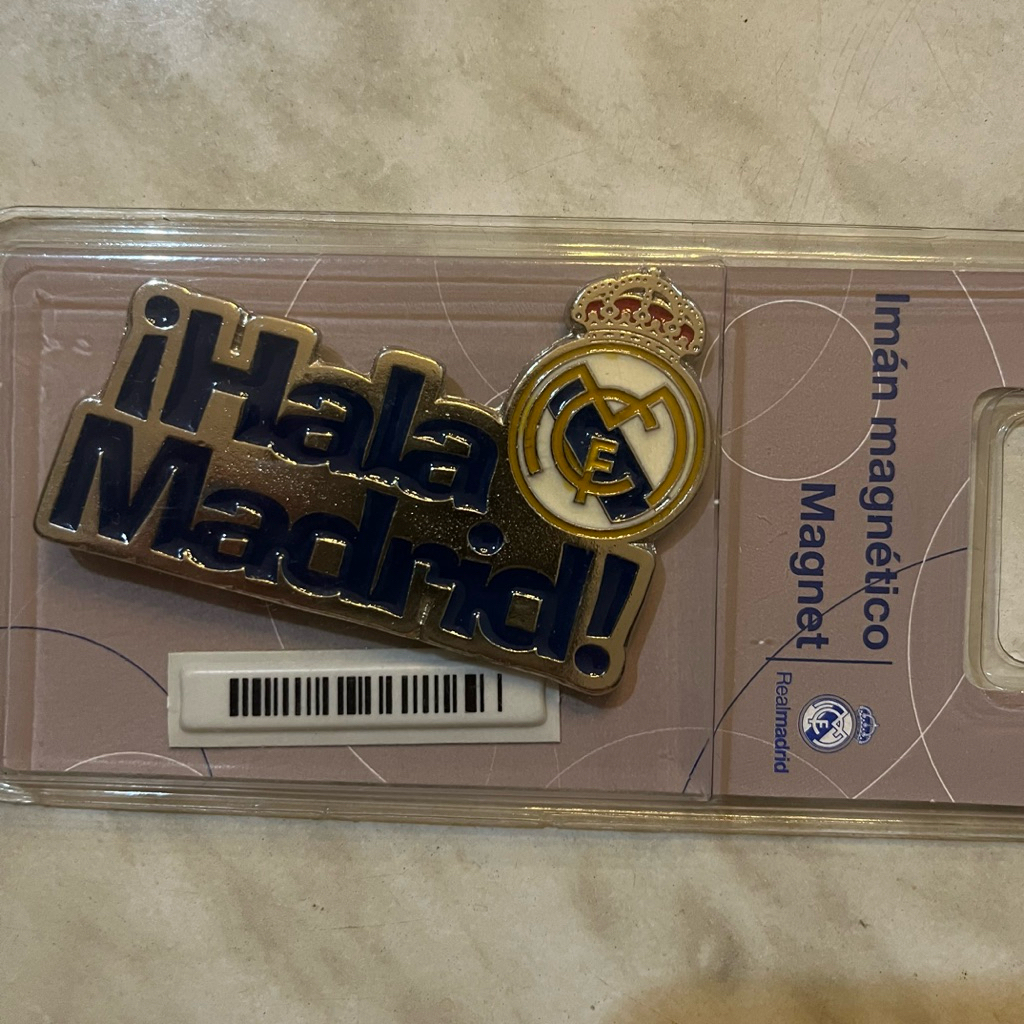 ¡Hala
Madrid!
Imán magnético
Magnet
Realmadrid